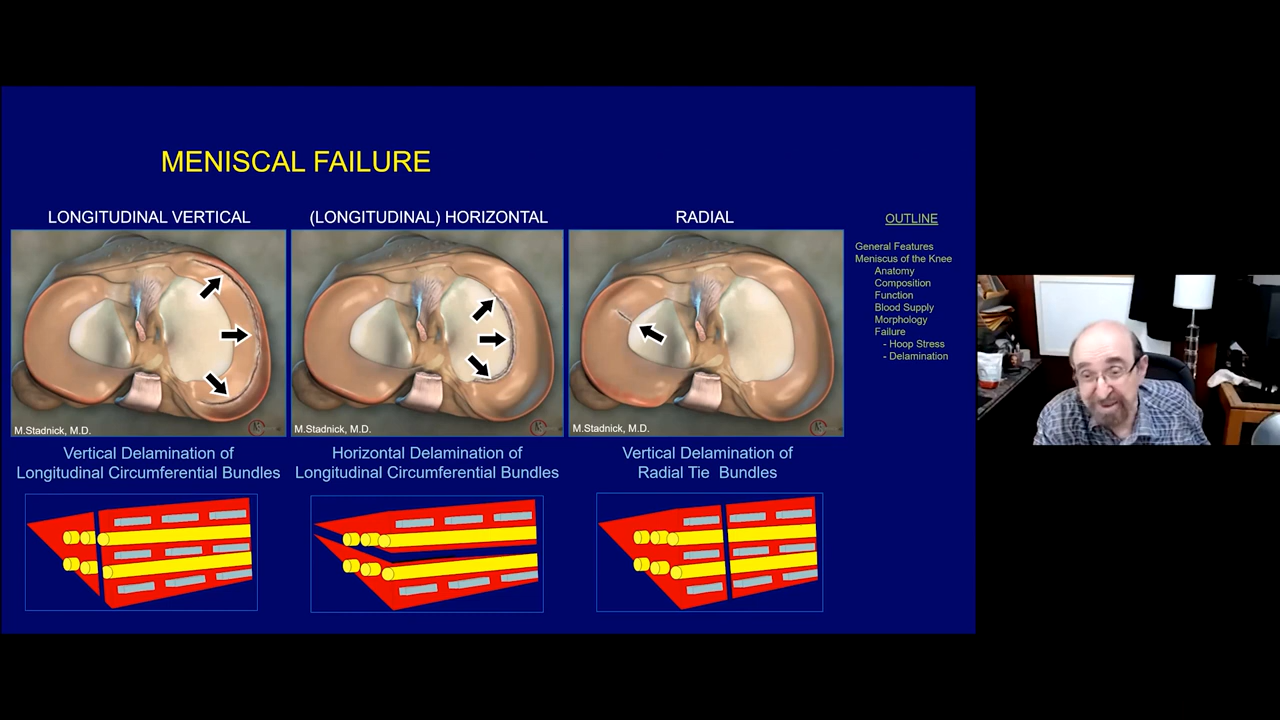 MENISCAL FAILURE
LONGITUDINAL VERTICAL
(LONGITUDINAL) HORIZONTAL
RADIAL
M.Stadnick, M.D.
M.Stadnick, M.D.
M.Stadnick, M.D.
Vertical Delamination of
Longitudinal Circumferential Bundles
Horizontal Delamination of
Longitudinal Circumferential Bundles
Vertical Delamination of
Radial Tie Bundles
OUTLINE
General Features
Meniscus of the Knee
Anatomy
Composition
Function
Blood Supply
Morphology
Failure
- Hoop Stress
- Delamination